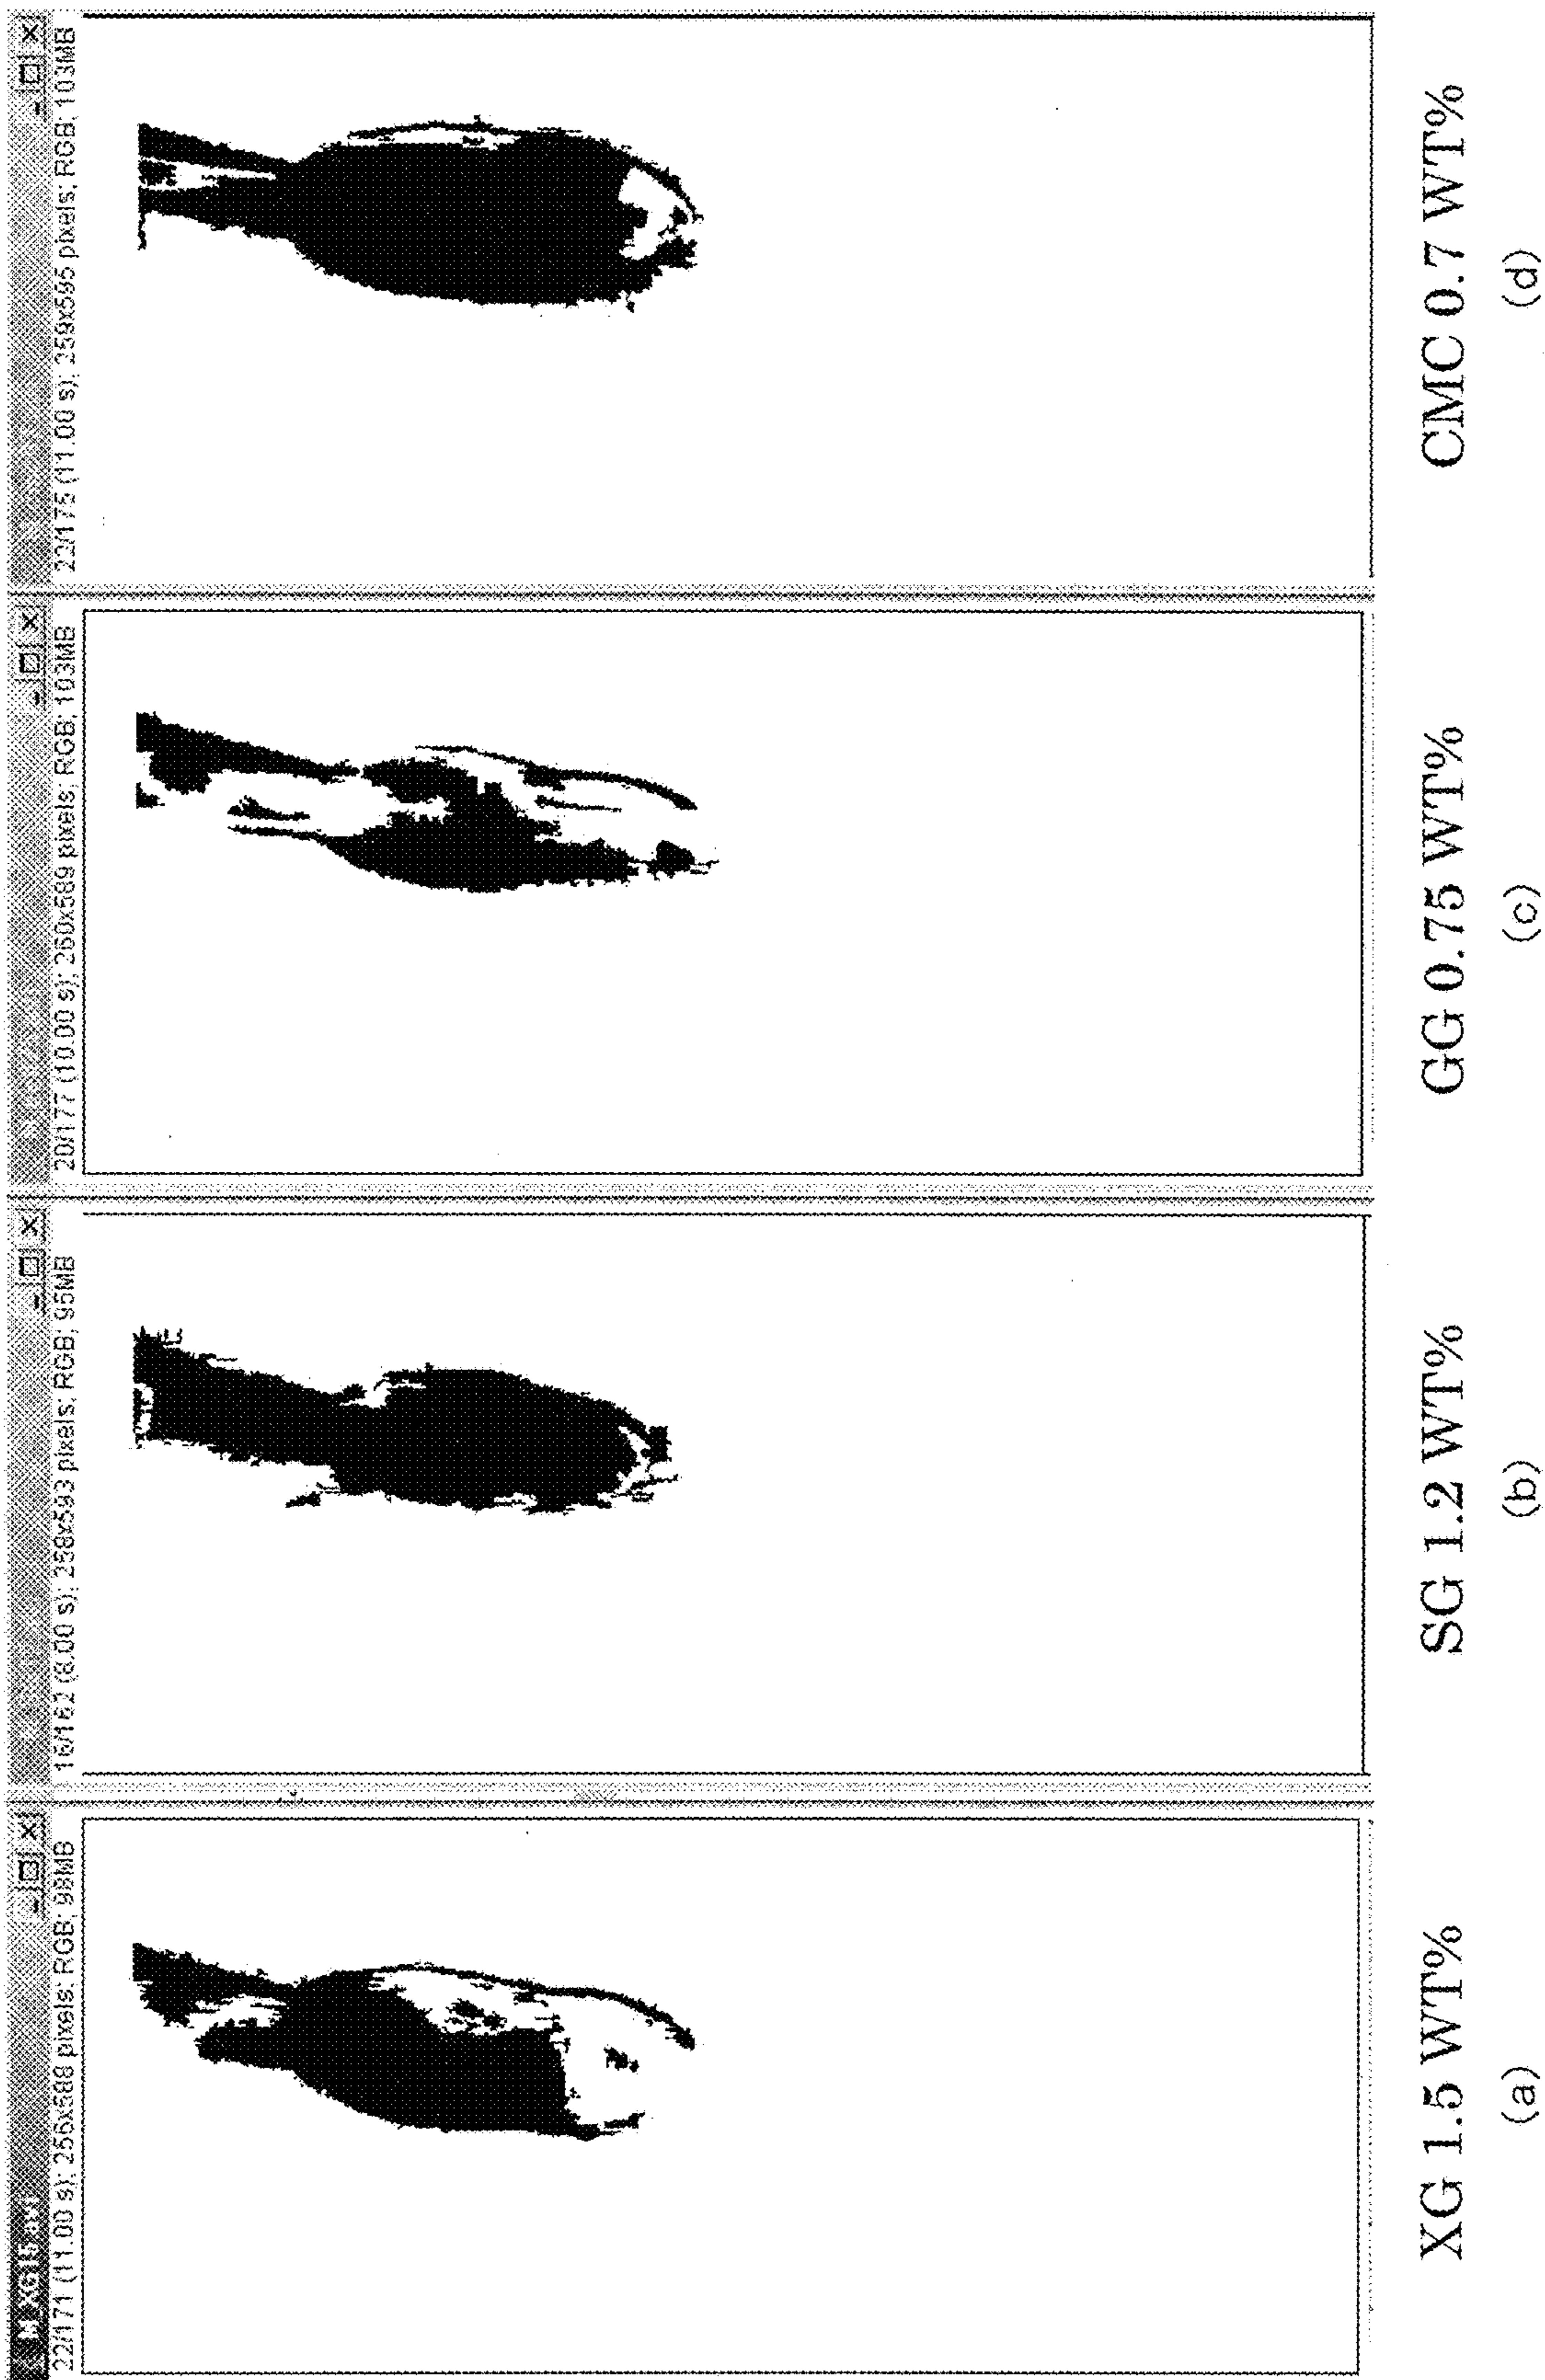 22/171 (11.00 s); 256x588 pixels; RGB; 98MB
XG 1.5 WT%
(a)
16/162 (8.00 s); 258x593 pixels; RGB; 95MB
SG 1.2 WT%
(b)
20/177 (10.00 s); 260x589 pixels; RGB; 103MB
GG 0.75 WT%
(c)
22/175 (11.00 s); 259x595 pixels; RGB; 103MB
CMC 0.7 WT%
(d)